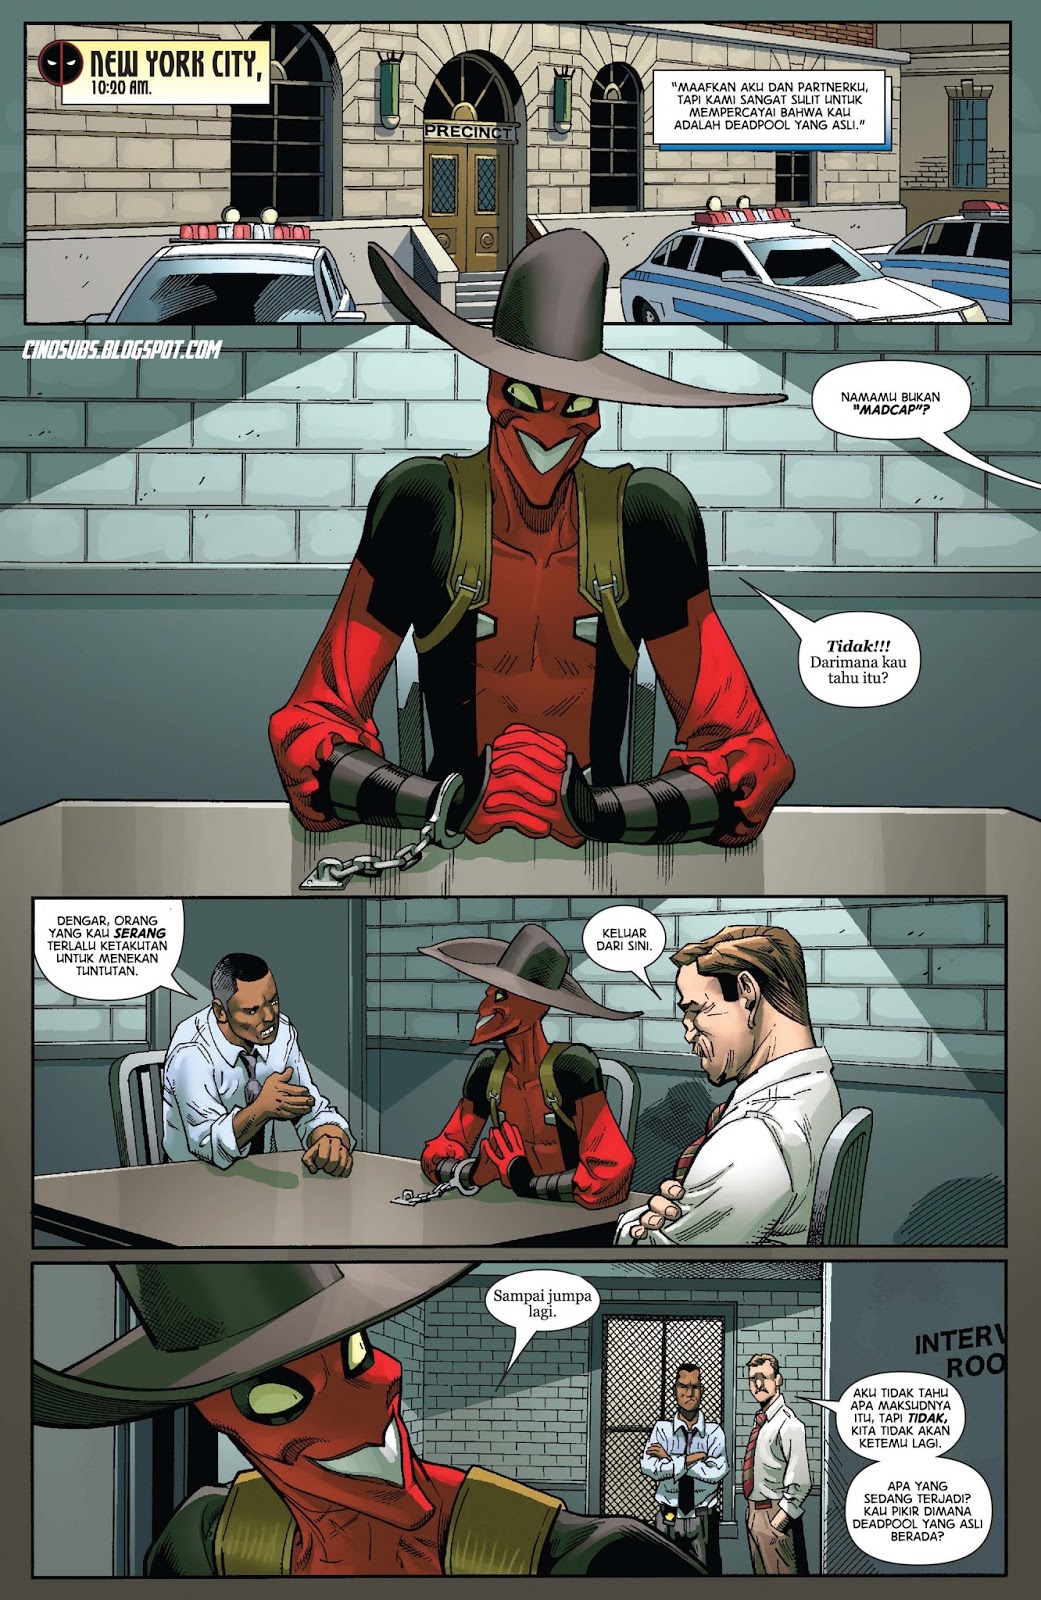 NEW YORK CITY,
10:20 AM.
"MAAFKAN AKU DAN PARTNERKU,
TAPI KAMI SANGAT SULIT UNTUK
MEMPERCAYAI BAHWA KAU
ADALAH DEADPOOL YANG ASLI."
PRECINCT
CINOSUBS.BLOGSPOT.COM
NAMAMU BUKAN
"MADCAP"?
Tidak!!!
Darimana kau
tahu itu?
DENGAR, ORANG
YANG KAU SERANG
TERLALU KETAKUTAN
UNTUK MENEKAN
TUNTUTAN.
KELUAR
DARI SINI.
Sampai jumpa
lagi.
INTERV
ROO
AKU TIDAK TAHU
APA MAKSUDNYA
ITU, TAPI TIDAK,
KITA TIDAK AKAN
KETEMU LAGI.
APA YANG
SEDANG TERJADI?
KAU PIKIR DIMANA
DEADPOOL YANG ASLI
BERADA?